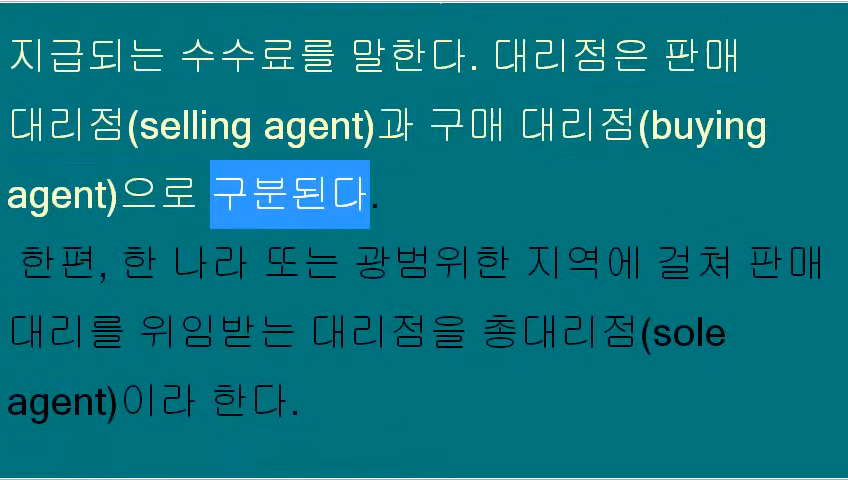 지급되는 수수료를 말한다. 대리점은 판매
대리점(selling agent)과 구매 대리점(buying
agent)으로 구분된다.
한편, 한 나라 또는 광범위한 지역에 걸쳐 판매
대리를 위임받는 대리점을 총대리점(sole
agent)이라 한다.